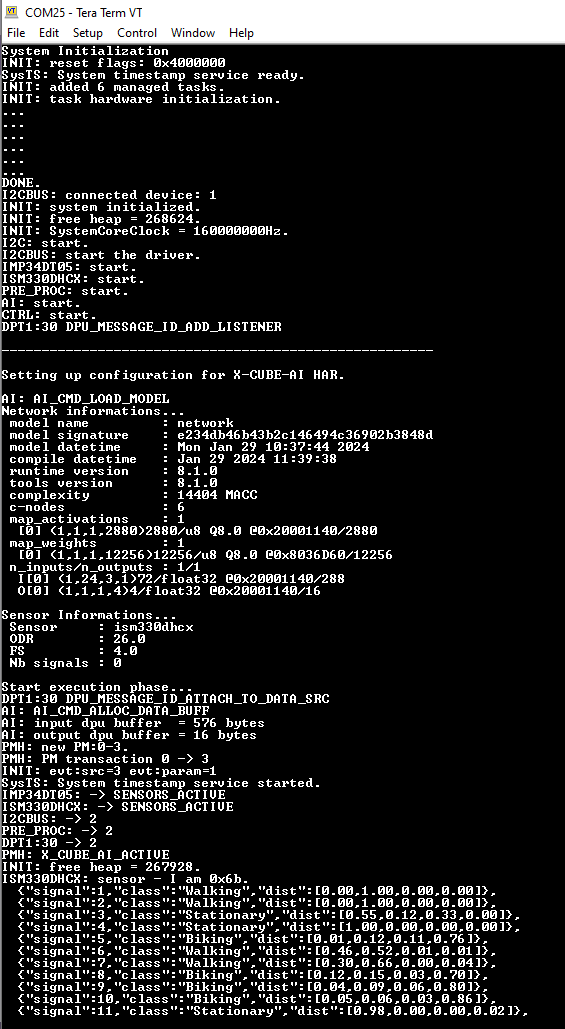 COM25 - Tera Term VT
File Edit Setup Control Window Help
System Initialization
INIT: reset flags: 0x4000000
SysTS: System timestamp service ready.
INIT: added 6 managed tasks.
INIT: task hardware initialization.
...
...
...
...
...
...
DONE.
I2CBUS: connected device: 1
INIT: system initialized.
INIT: free heap = 268624.
INIT: SystemCoreClock = 160000000Hz.
I2C: start.
I2CBUS: start the driver.
IMP34DT05: start.
ISM330DHCX: start.
PRE_PROC: start.
AI: start.
CTRL: start.
DPT1:30 DPU_MESSAGE_ID_ADD_LISTENER
------------------------------------------------------
Setting up configuration for X-CUBE-AI HAR.
AI: AI_CMD_LOAD_MODEL
Network informations...
model name : network
model signature : e234db46b43b2c146494c36902b3848d
model datetime : Mon Jan 29 10:37:44 2024
compile datetime : Jan 29 2024 11:39:38
runtime version : 8.1.0
tools version : 8.1.0
complexity : 14404 MACC
c-nodes : 6
map_activations : 1
[0] (1,1,1,2880)2880/u8 Q8.0 @0x20001140/2880
map_weights : 1
[0] (1,1,1,12256)12256/u8 Q8.0 @0x8036D60/12256
n_inputs/n_outputs : 1/1
I[0] (1,24,3,1)72/float32 @0x20001140/288
O[0] (1,1,1,4)4/float32 @0x20001140/16
Sensor Informations...
Sensor : ism330dhcx
ODR : 26.0
FS : 4.0
Nb signals : 0
Start execution phase...
DPT1:30 DPU_MESSAGE_ID_ATTACH_TO_DATA_SRC
AI: AI_CMD_ALLOC_DATA_BUFF
AI: input dpu buffer = 576 bytes
AI: output dpu buffer = 16 bytes
PMH: new PM:0-3.
PMH: PM transaction 0 -> 3
INIT: evt:src=3 evt:param=1
SysTS: System timestamp service started.
IMP34DT05: -> SENSORS_ACTIVE
ISM330DHCX: -> SENSORS_ACTIVE
I2CBUS: -> 2
PRE_PROC: -> 2
DPT1:30 -> 2
PMH: X_CUBE_AI_ACTIVE
INIT: free heap = 267928.
ISM330DHCX: sensor - I am 0x6b.
{"signal":1,"class":"Walking","dist":[0.00,1.00,0.00,0.00]},
{"signal":2,"class":"Walking","dist":[0.00,1.00,0.00,0.00]},
{"signal":3,"class":"Stationary","dist":[0.55,0.12,0.33,0.00]},
{"signal":4,"class":"Stationary","dist":[1.00,0.00,0.00,0.00]},
{"signal":5,"class":"Biking","dist":[0.01,0.12,0.11,0.76]},
{"signal":6,"class":"Walking","dist":[0.46,0.52,0.01,0.01]},
{"signal":7,"class":"Walking","dist":[0.30,0.66,0.00,0.04]},
{"signal":8,"class":"Biking","dist":[0.12,0.15,0.03,0.70]},
{"signal":9,"class":"Biking","dist":[0.04,0.09,0.06,0.80]},
{"signal":10,"class":"Biking","dist":[0.05,0.06,0.03,0.86]},
{"signal":11,"class":"Stationary","dist":[0.98,0.00,0.00,0.02]},